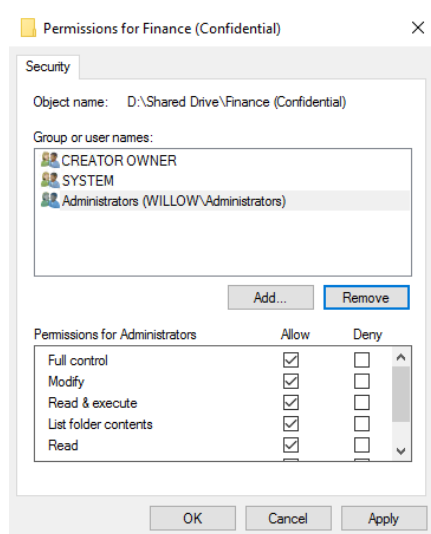 Permissions for Finance (Confidential)
Security
Object name: D:\Shared Drive\Finance (Confidential)
Group or user names:
CREATOR OWNER
SYSTEM
Administrators (WILLOW\Administrators)
Add... Remove
Permissions for Administrators Allow Deny
Full control
Modify
Read & execute
List folder contents
Read
OK Cancel Apply